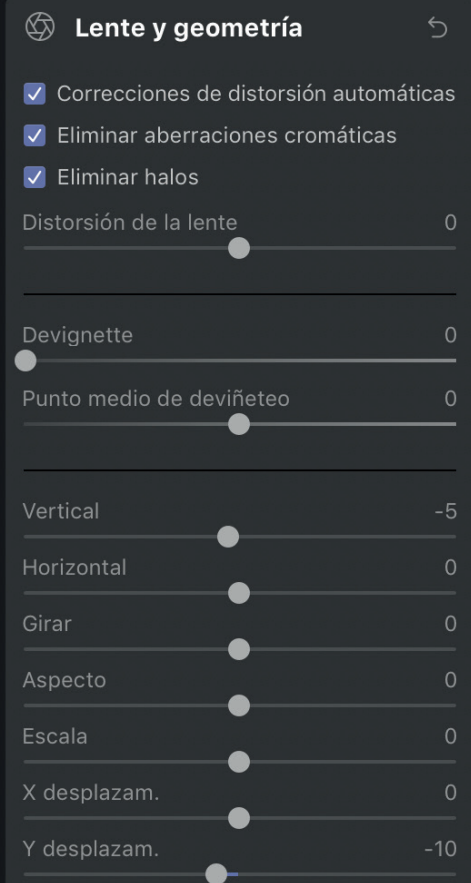 Lente y geometría
Correcciones de distorsión automáticas
Eliminar aberraciones cromáticas
Eliminar halos
Distorsión de la lente 0
Devignette 0
Punto medio de deviñeteo 0
Vertical -5
Horizontal 0
Girar 0
Aspecto 0
Escala 0
X desplazam. 0
Y desplazam. -10